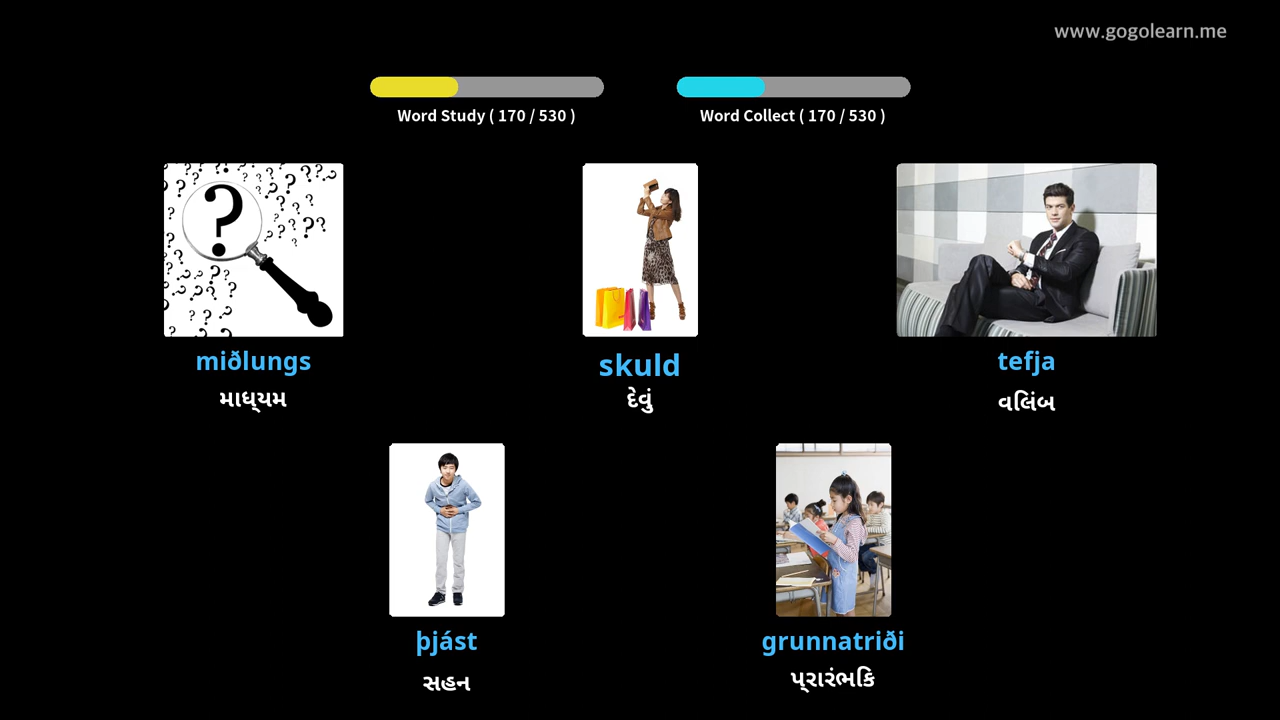 www.gogolearn.me
Word Study ( 170 / 530 )
Word Collect ( 170 / 530 )
miðlungs
માધ્યમ
skuld
દેવું
tefja
વલિંબ
þjást
સહન
grunnatriði
પ્રારંભકિ